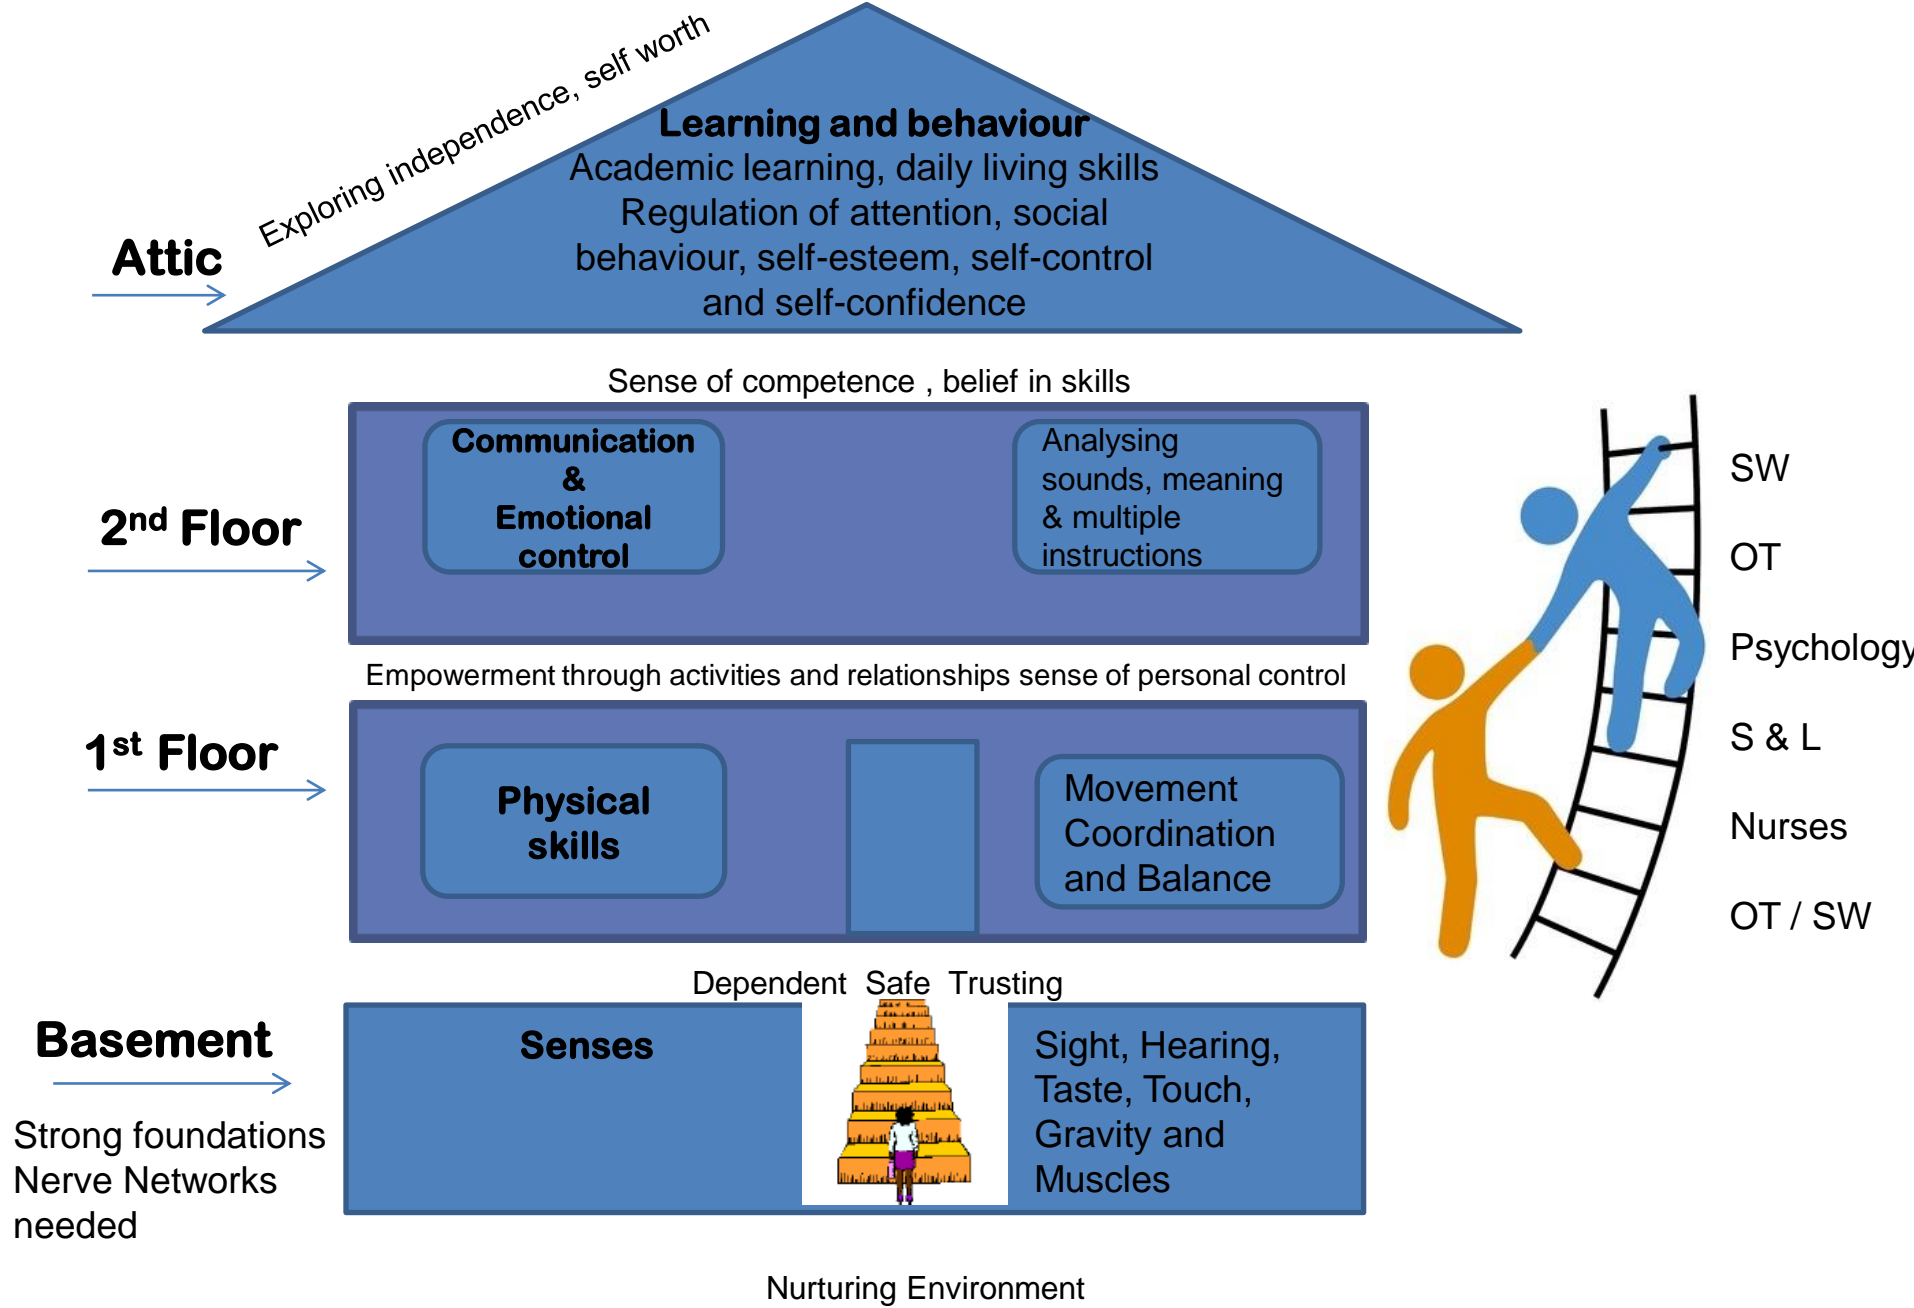 Exploring independence, self worth
Learning and behaviour
Academic learning, daily living skills
Regulation of attention, social
behaviour, self-esteem, self-control
and self-confidence
Attic
Sense of competence , belief in skills
Communication
&
Emotional
control
Analysing
sounds, meaning
& multiple
instructions
2nd Floor
Empowerment through activities and relationships sense of personal control
1st Floor
Physical
skills
Movement
Coordination
and Balance
SW
OT
Psychology
S & L
Nurses
OT / SW
Dependent Safe Trusting
Basement
Senses
Sight, Hearing,
Taste, Touch,
Gravity and
Muscles
Strong foundations
Nerve Networks
needed
Nurturing Environment